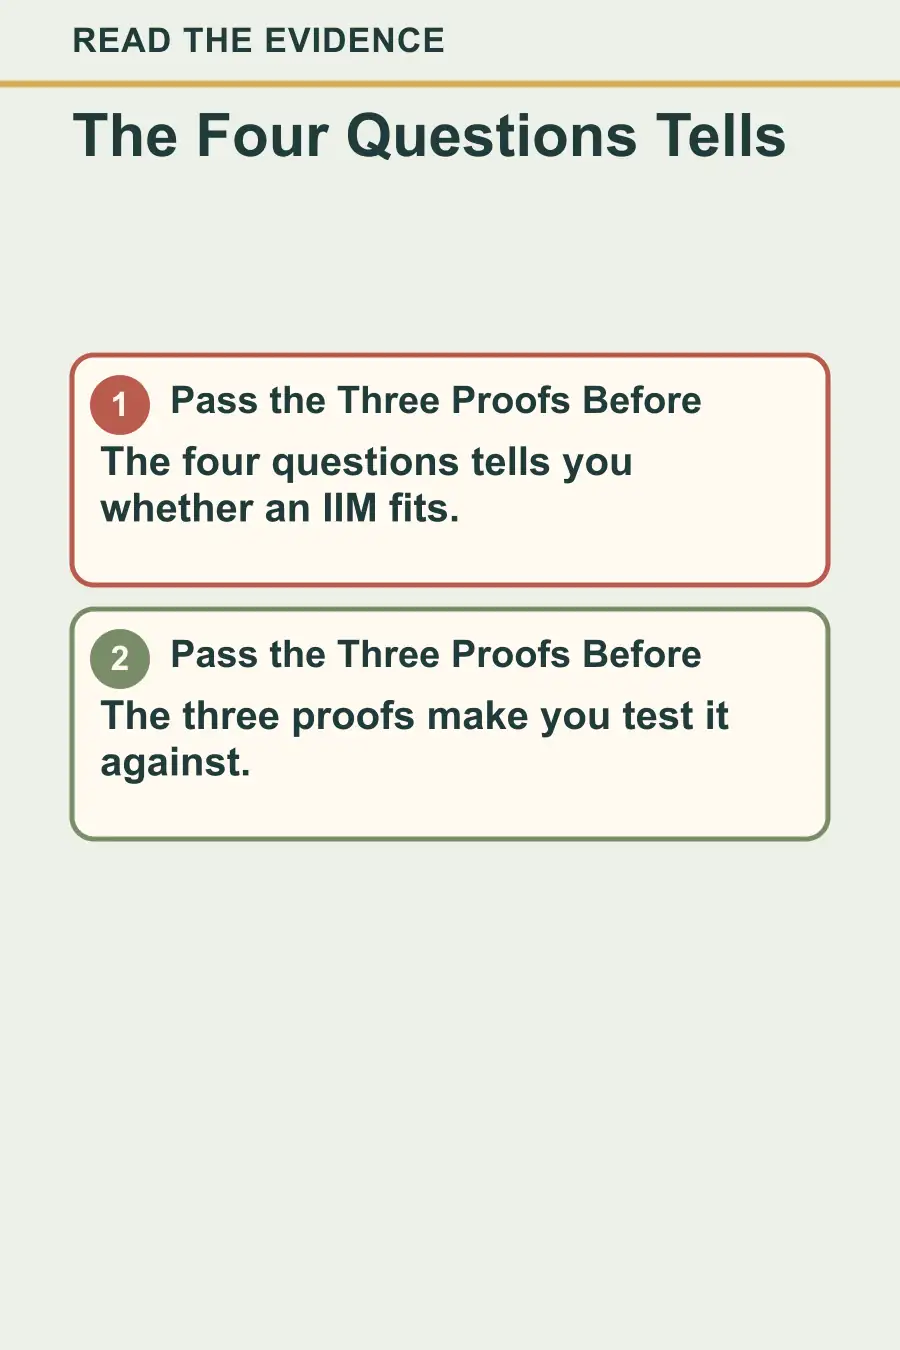 READ THE EVIDENCE
The Four Questions Tells
1 Pass the Three Proofs Before
The four questions tells you
whether an IIM fits.
2 Pass the Three Proofs Before
The three proofs make you test it
against.